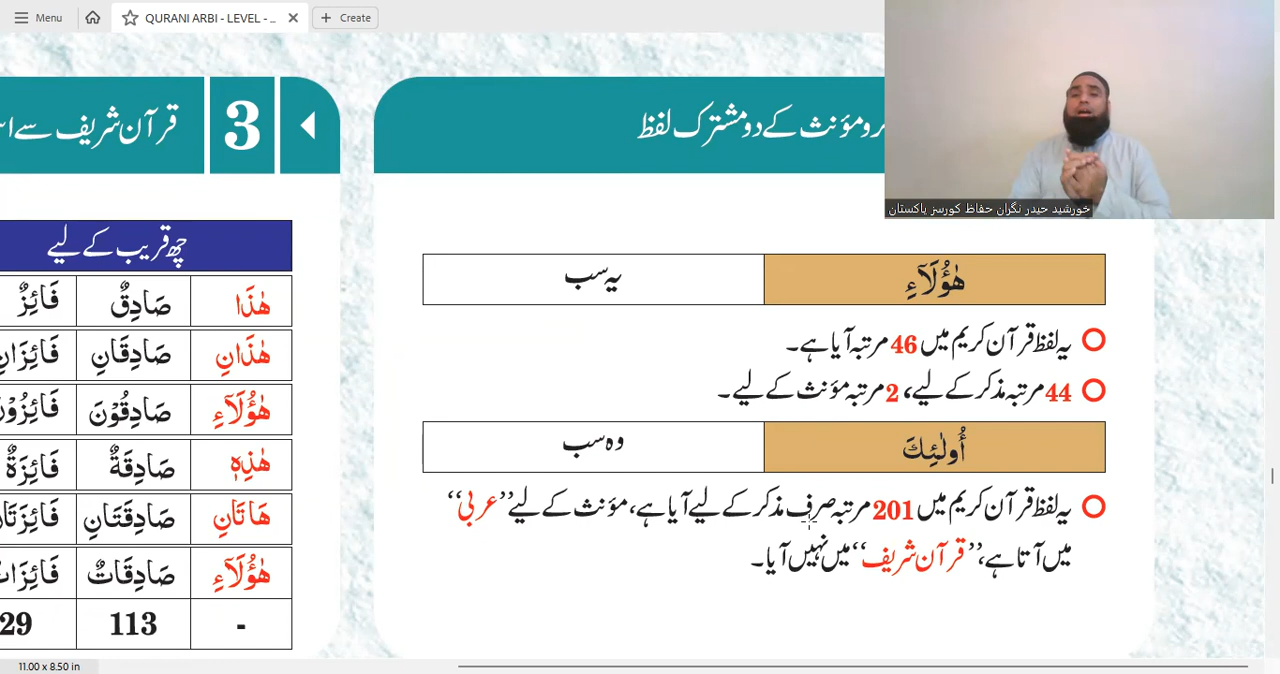 Menu
QURANI ARBI - LEVEL - ...
Create
خورشید حیدر نگران حفاظ کورسز پاکستان
ومؤنث کے دو مشترک لفظ
هٰٓؤُلَآءِ یہ سب
یہ لفظ قرآن کریم میں 46 مرتبہ آیا ہے۔
44 مرتبہ مذکر کے لیے، 2 مرتبہ مؤنث کے لیے۔
أُولٰئِكَ وہ سب
یہ لفظ قرآن کریم میں 201 مرتبہ صرف مذکر کے لیے آیا ہے، مؤنث کے لیے ’’عربی‘‘
میں آتا ہے، ’’قرآن شریف‘‘ میں نہیں آیا۔
3 قرآن شریف سے
چھ قریب کے لیے
هٰذَا صَادِقٌ فَائِزٌ
هٰذَانِ صَادِقَانِ فَائِزَانِ
هٰٓؤُلَآءِ صَادِقُوْنَ
هٰذِهٖ صَادِقَةٌ فَائِزَةٌ
هَاتَانِ صَادِقَتَانِ
هٰٓؤُلَآءِ صَادِقَاتٌ
- 113 29
11.00 x 8.50 in